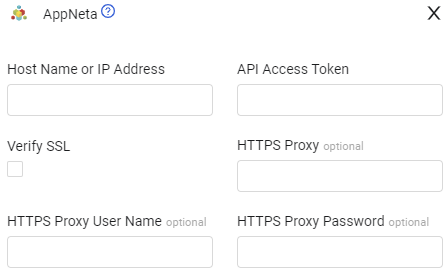 AppNeta ?
X
Host Name or IP Address
API Access Token
Verify SSL
HTTPS Proxy optional
HTTPS Proxy User Name optional
HTTPS Proxy Password optional